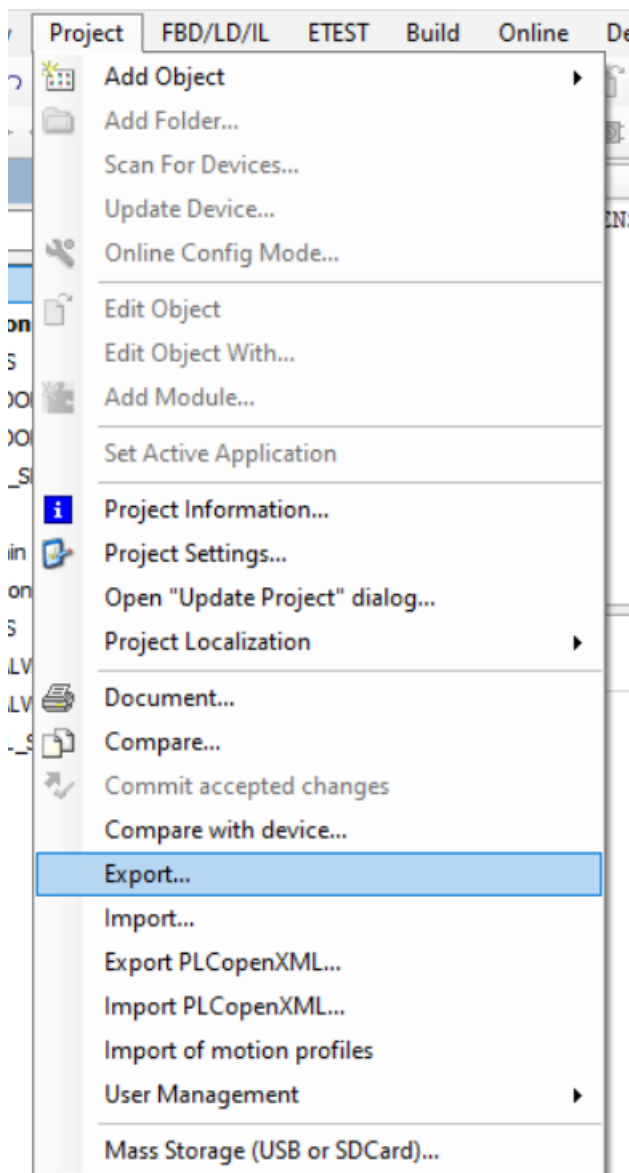 Project FBD/LD/IL ETEST Build Online De
Add Object
Add Folder...
Scan For Devices...
Update Device...
Online Config Mode...
Edit Object
Edit Object With...
Add Module...
Set Active Application
Project Information...
Project Settings...
Open "Update Project" dialog...
Project Localization
Document...
Compare...
Commit accepted changes
Compare with device...
Export...
Import...
Export PLCopenXML...
Import PLCopenXML...
Import of motion profiles
User Management
Mass Storage (USB or SDCard)...